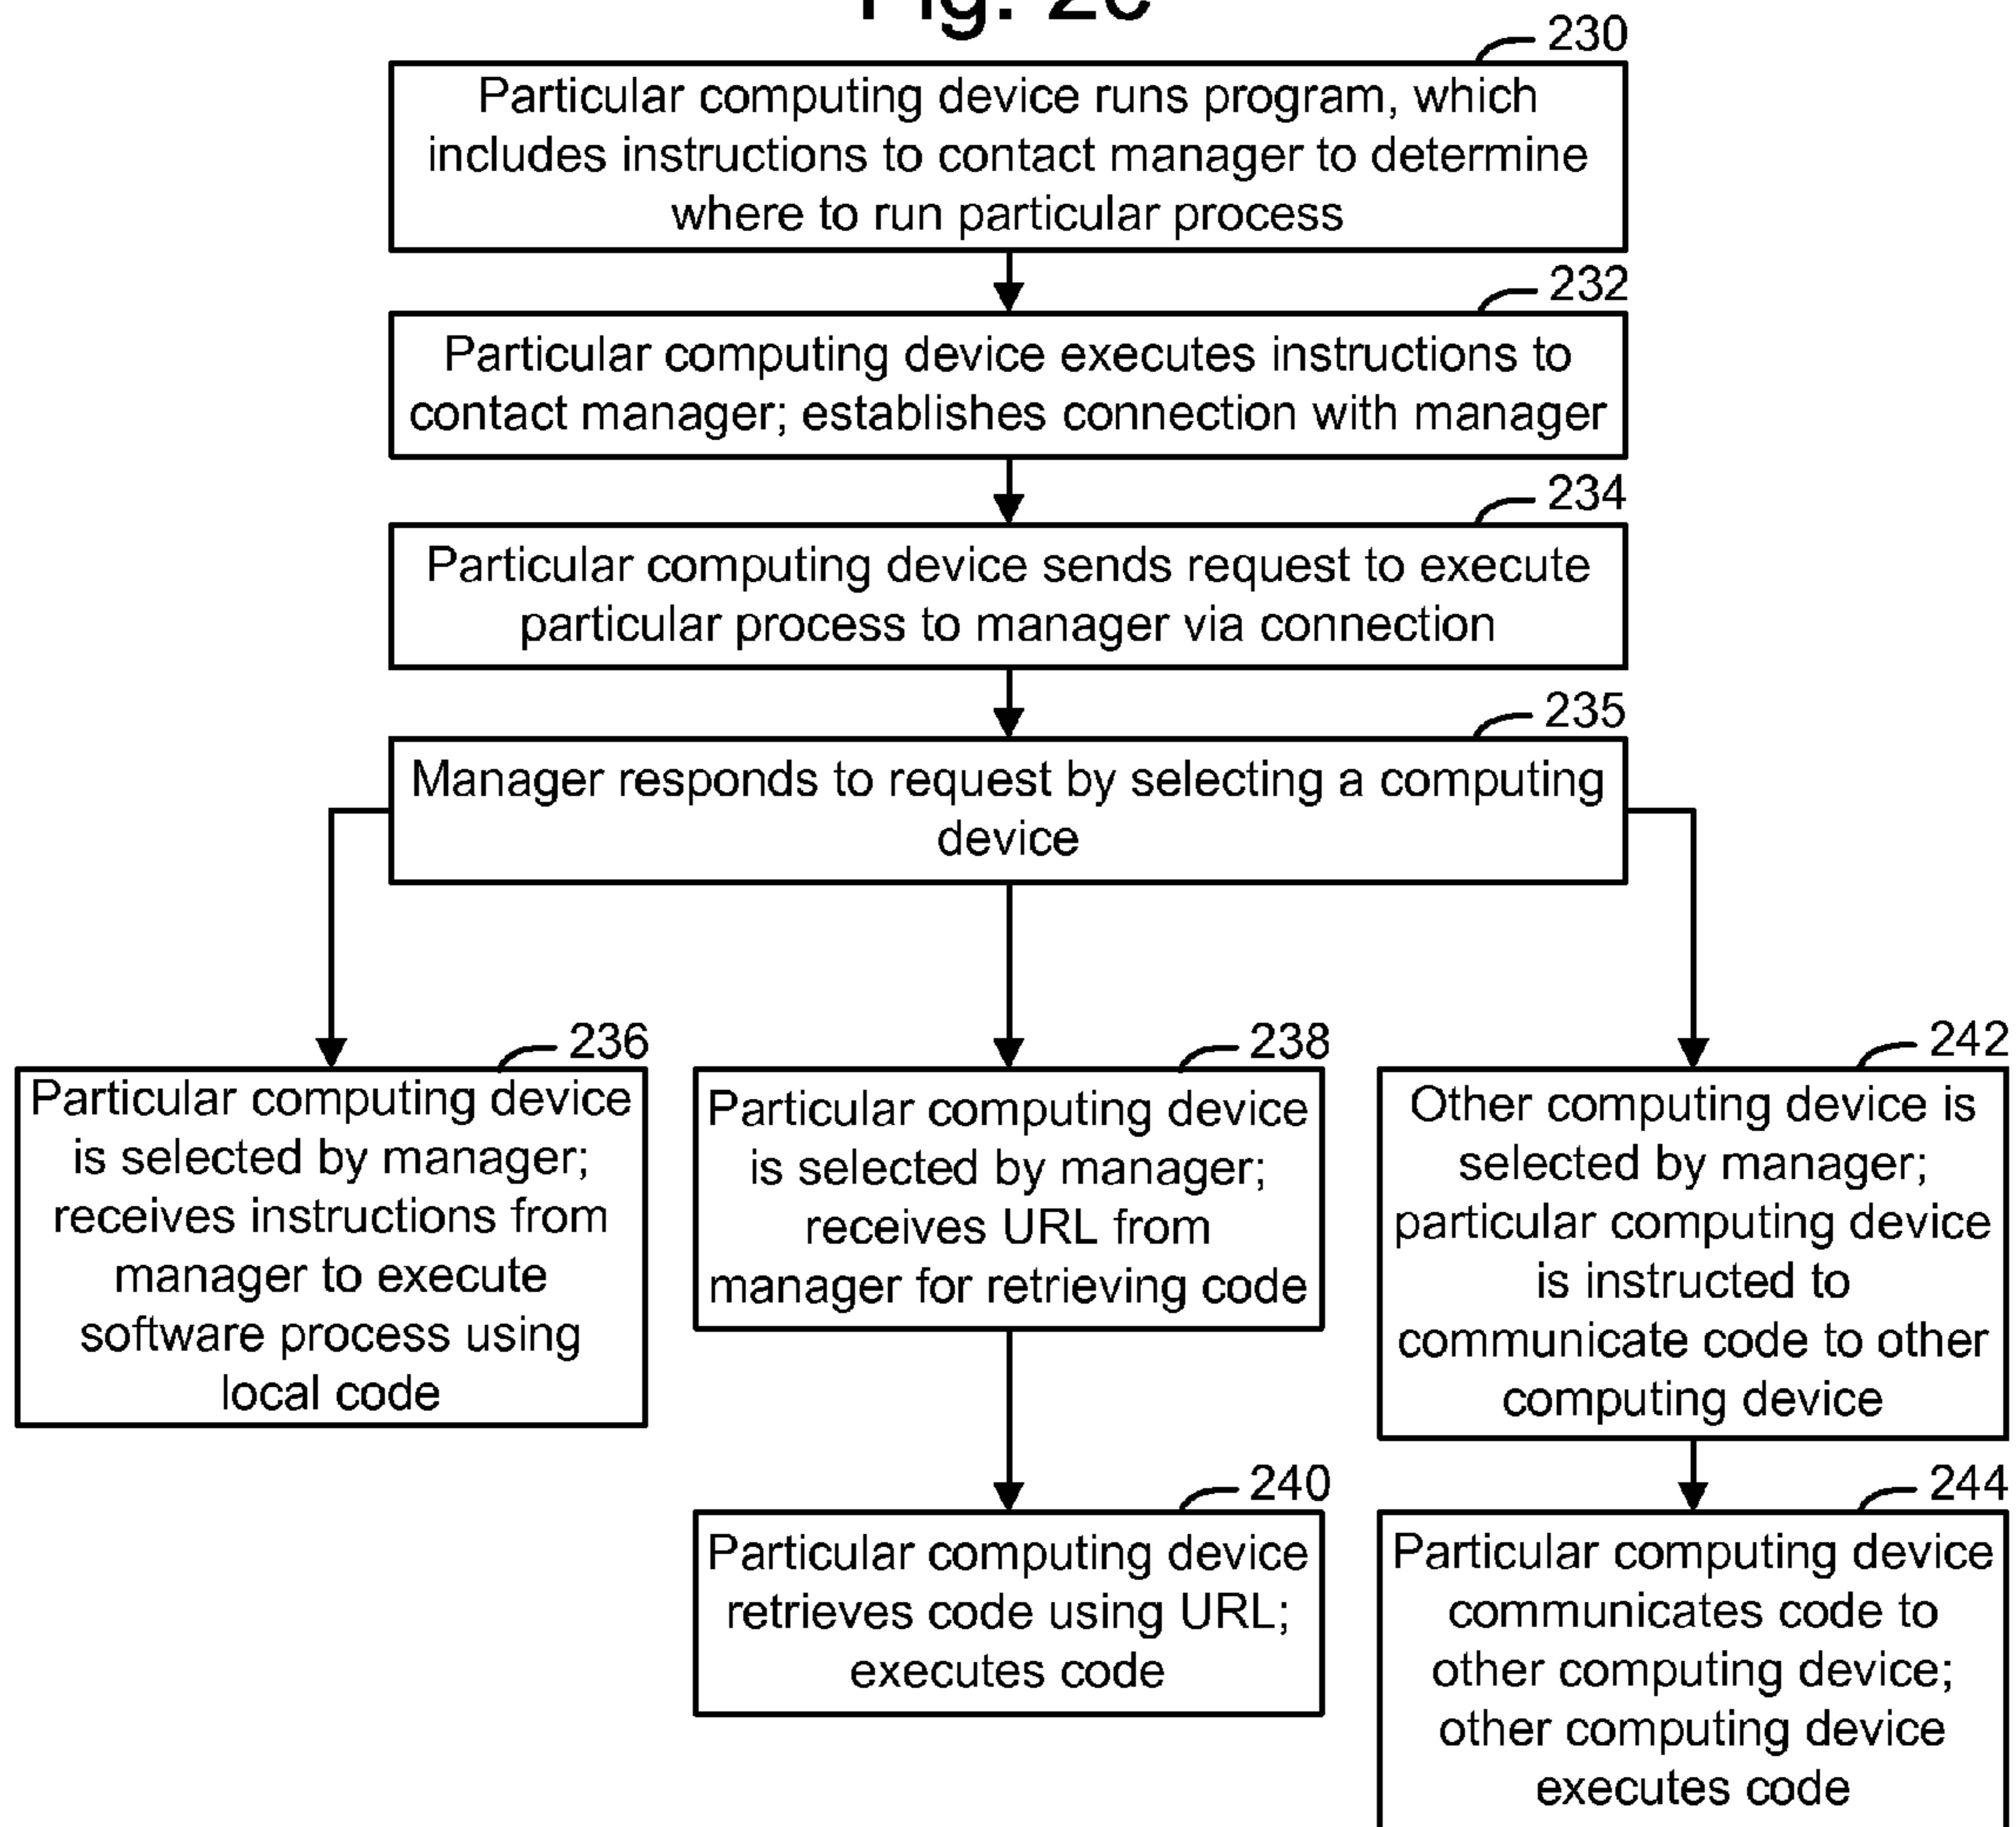 Fig. 2c
230
Particular computing device runs program, which
includes instructions to contact manager to determine
where to run particular process
232
Particular computing device executes instructions to
contact manager; establishes connection with manager
234
Particular computing device sends request to execute
particular process to manager via connection
235
Manager responds to request by selecting a computing
device
236
Particular computing device
is selected by manager;
receives instructions from
manager to execute
software process using
local code
238
Particular computing device
is selected by manager;
receives URL from
manager for retrieving code
242
Other computing device is
selected by manager;
particular computing device
is instructed to
communicate code to other
computing device
240
Particular computing device
retrieves code using URL;
executes code
244
Particular computing device
communicates code to
other computing device;
other computing device
executes code